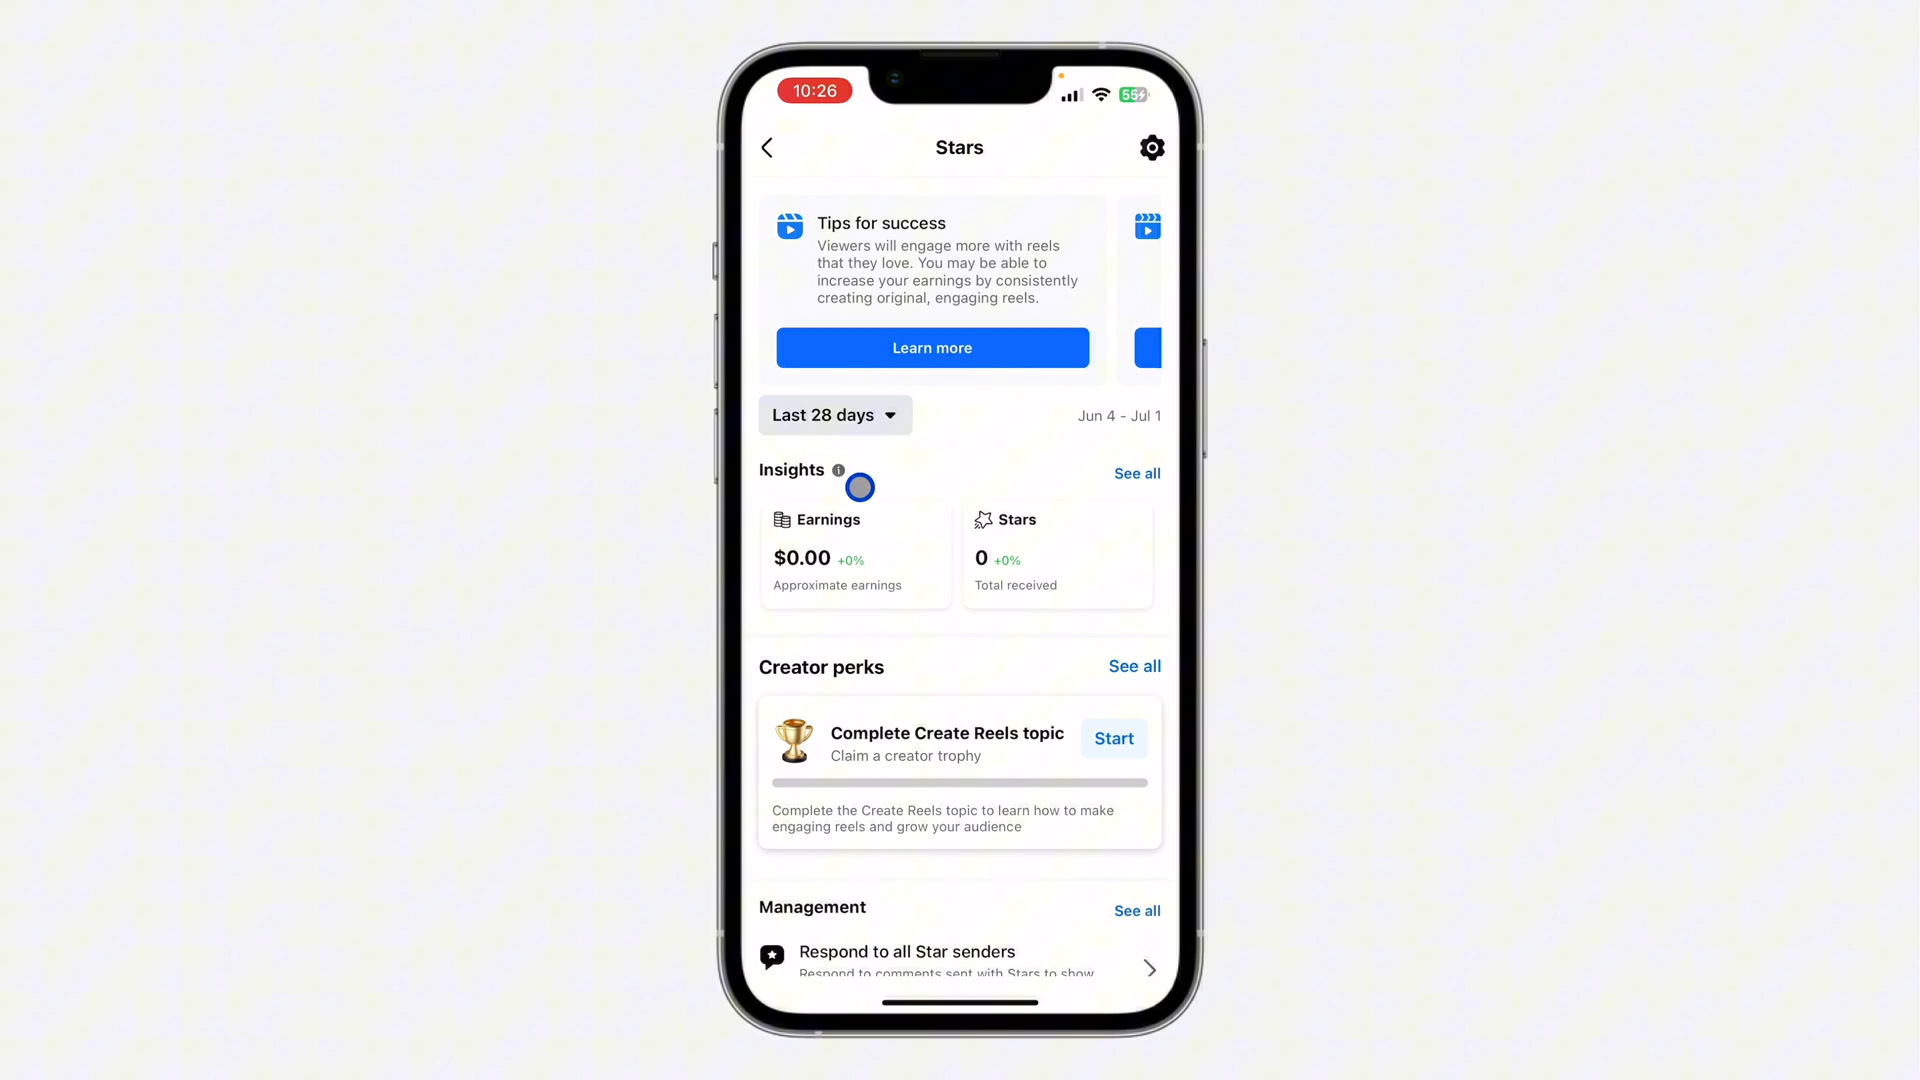 10:26
55
Stars
Tips for success
Viewers will engage more with reels
that they love. You may be able to
increase your earnings by consistently
creating original, engaging reels.
Learn more
Last 28 days
Jun 4 - Jul 1
Insights
See all
Earnings
$0.00 +0%
Approximate earnings
Stars
0 +0%
Total received
Creator perks
See all
Complete Create Reels topic
Claim a creator trophy
Start
Complete the Create Reels topic to learn how to make
engaging reels and grow your audience
Management
See all
Respond to all Star senders
Respond to comments sent with Stars to show